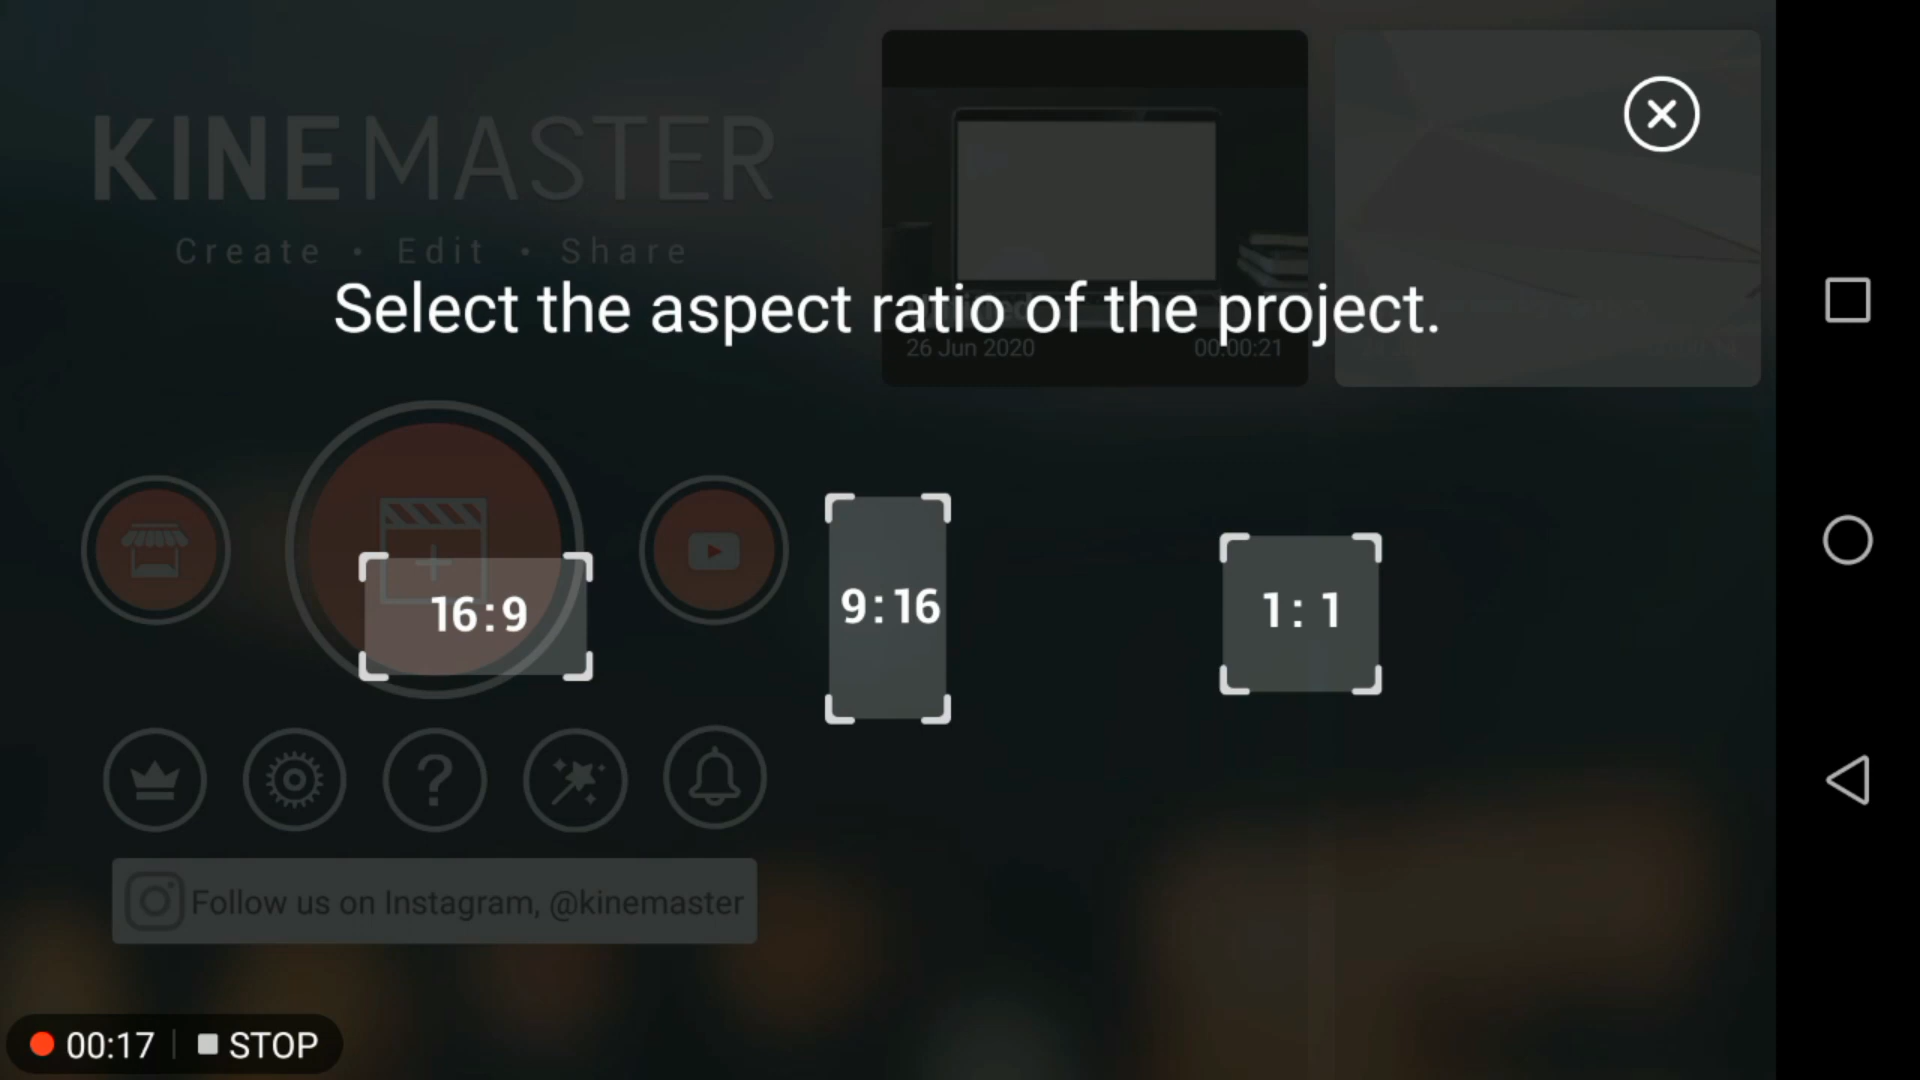 KINEMASTER
Create • Edit • Share
Select the aspect ratio of the project.
26 Jun 2020 00:00:21
16:9
9:16
1:1
Follow us on Instagram, @kinemaster
00:17 STOP